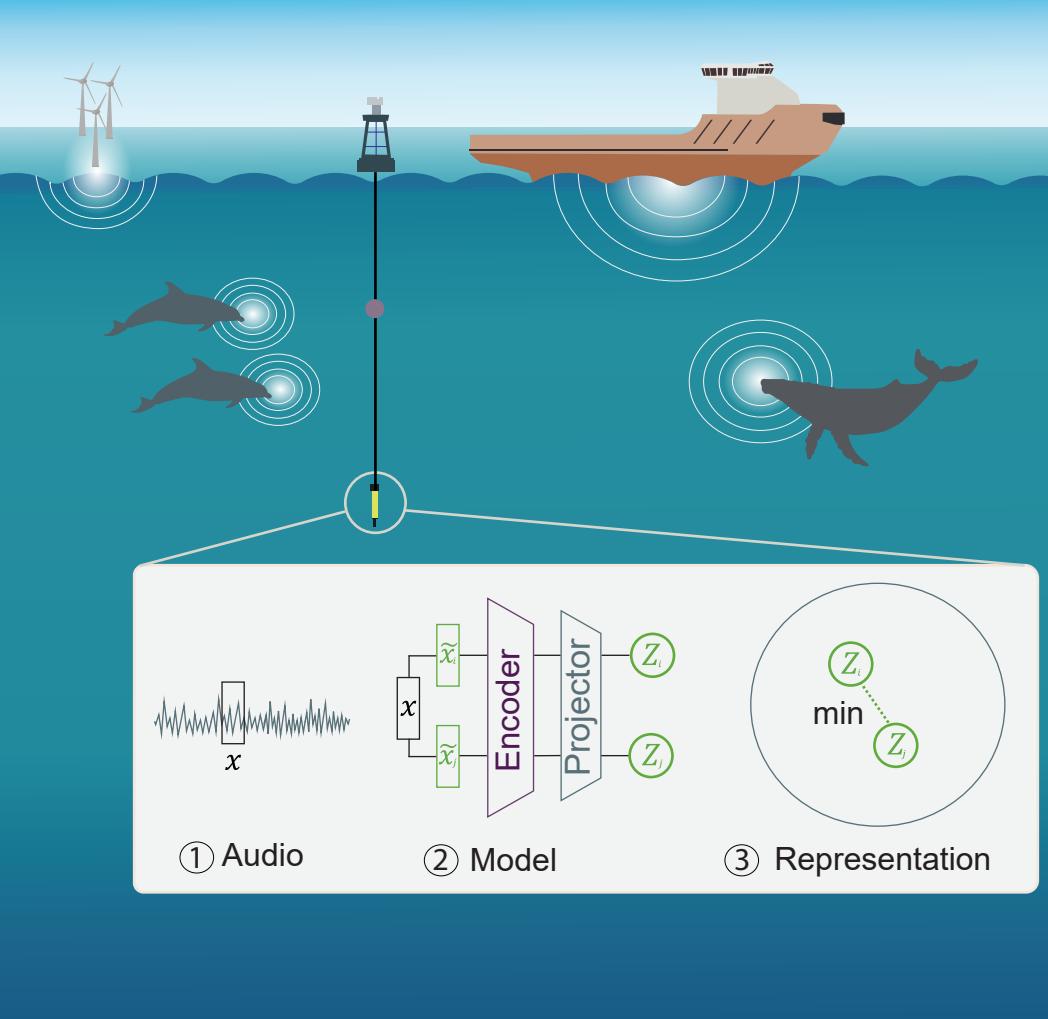 x
x
x̃ᵢ
x̃ⱼ
Encoder
Projector
Zᵢ
Zⱼ
Zᵢ
min
Zⱼ
① Audio
② Model
③ Representation